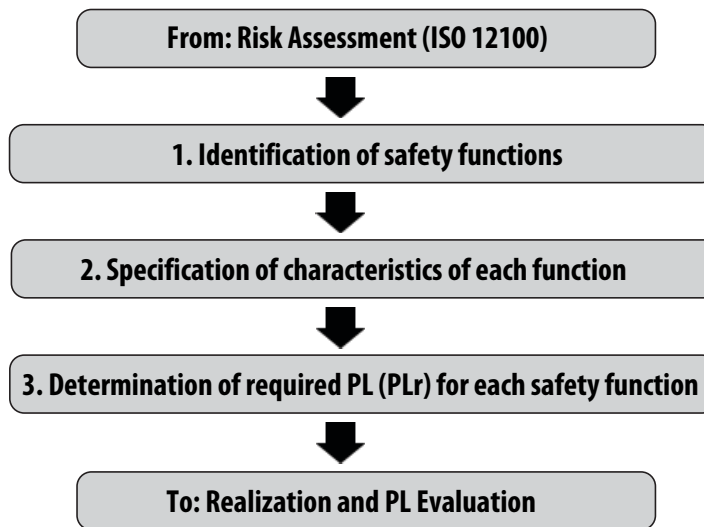 From: Risk Assessment (ISO 12100)
1. Identification of safety functions
2. Specification of characteristics of each function
3. Determination of required PL (PLr) for each safety function
To: Realization and PL Evaluation